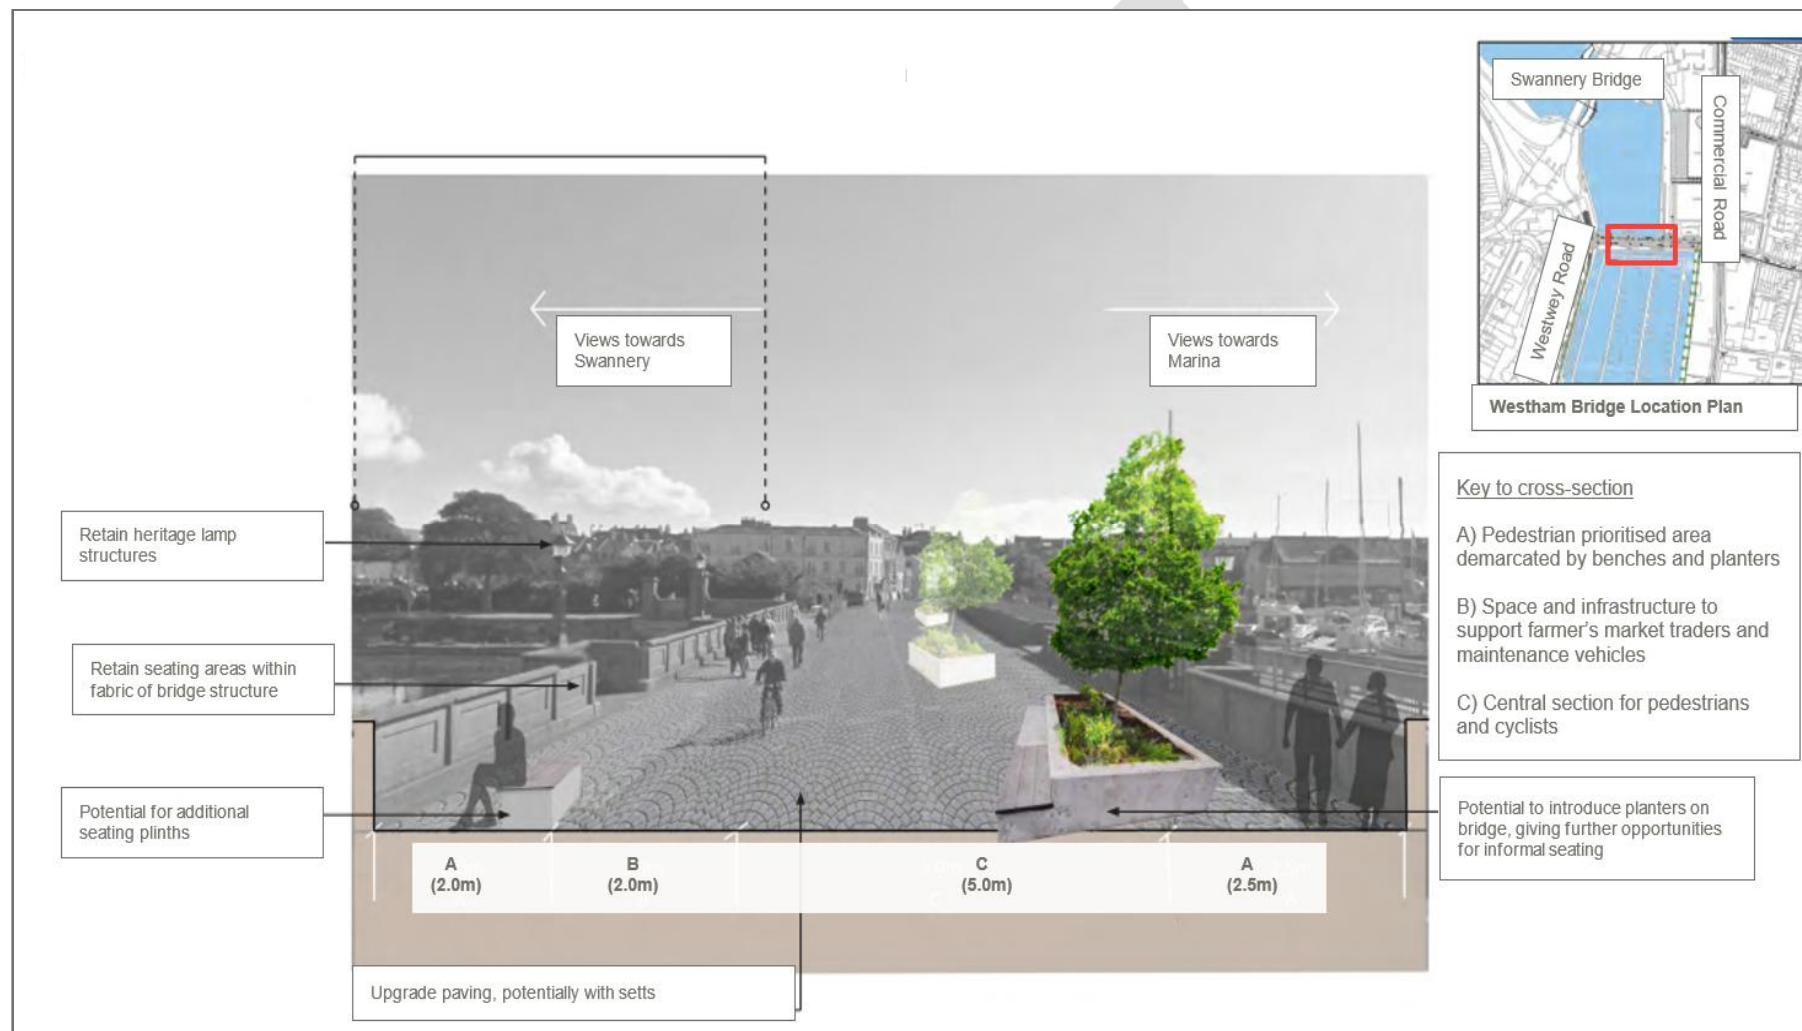 Swannery Bridge
Commercial Road
Westwey Road
Westham Bridge Location Plan
Views towards
Swannery
Views towards
Marina
Key to cross-section
A) Pedestrian prioritised area
demarcated by benches and planters
B) Space and infrastructure to
support farmer's market traders and
maintenance vehicles
C) Central section for pedestrians
and cyclists
Retain heritage lamp
structures
Retain seating areas within
fabric of bridge structure
Potential for additional
seating plinths
Potential to introduce planters on
bridge, giving further opportunities
for informal seating
A
(2.0m)
B
(2.0m)
C
(5.0m)
A
(2.5m)
Upgrade paving, potentially with setts